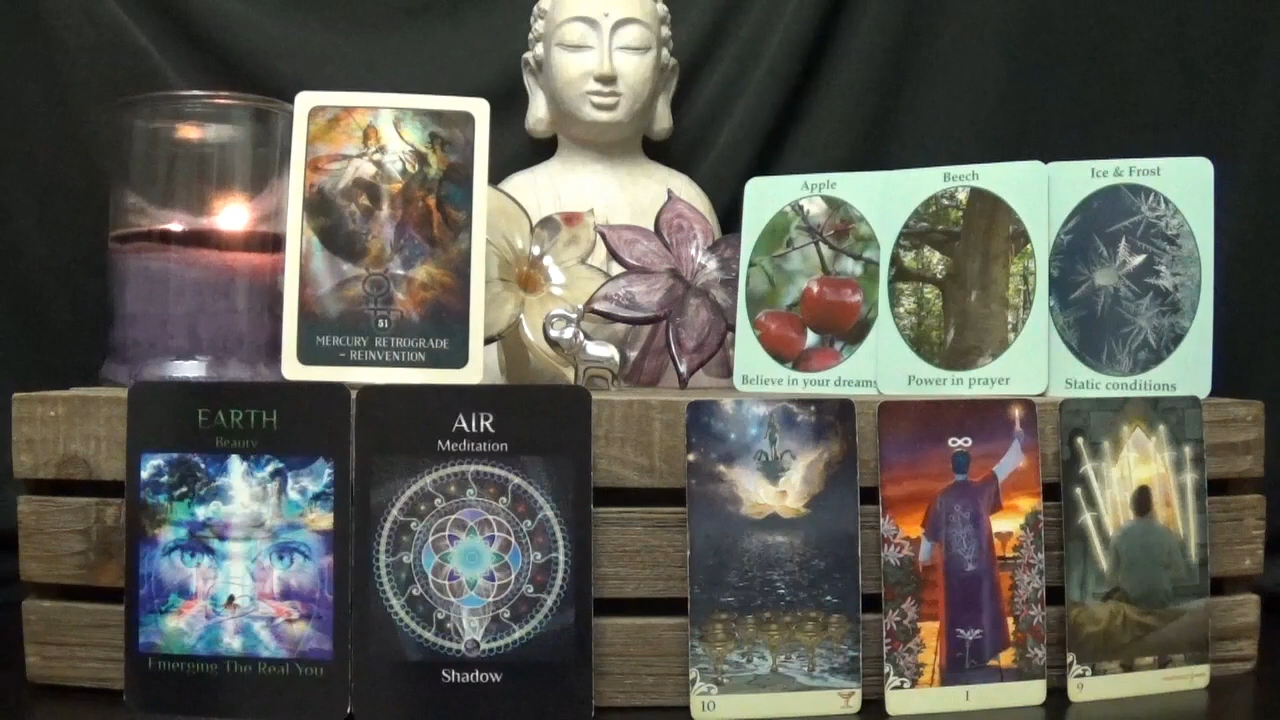 51
MERCURY RETROGRADE
- REINVENTION
Apple
Believe in your dreams
Beech
Power in prayer
Ice & Frost
Static conditions
EARTH
Beauty
Emerging The Real You
AIR
Meditation
Shadow
10
1
9